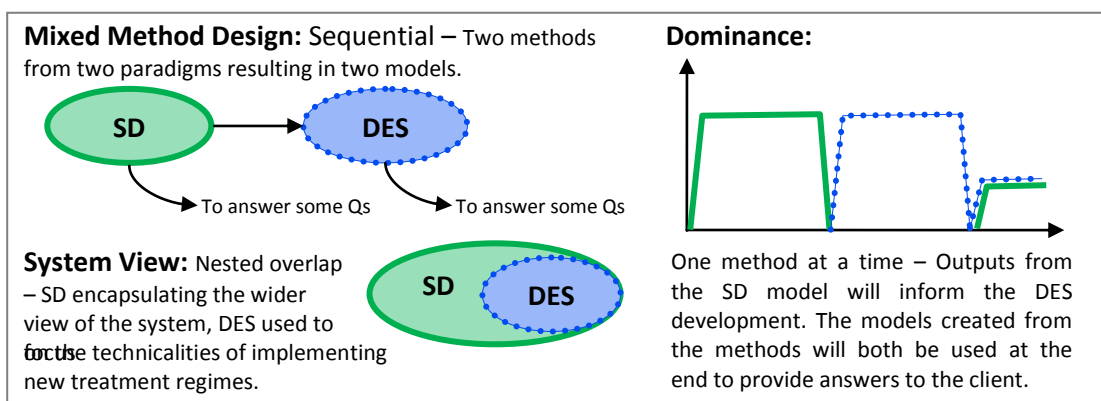 Mixed Method Design: Sequential – Two methods
from two paradigms resulting in two models.
SD
DES
To answer some Qs
To answer some Qs
System View: Nested overlap
– SD encapsulating the wider
view of the system, DES used to
focus
on the technicalities of implementing
new treatment regimes.
SD
DES
Dominance:
One method at a time – Outputs from
the SD model will inform the DES
development. The models created from
the methods will both be used at the
end to provide answers to the client.